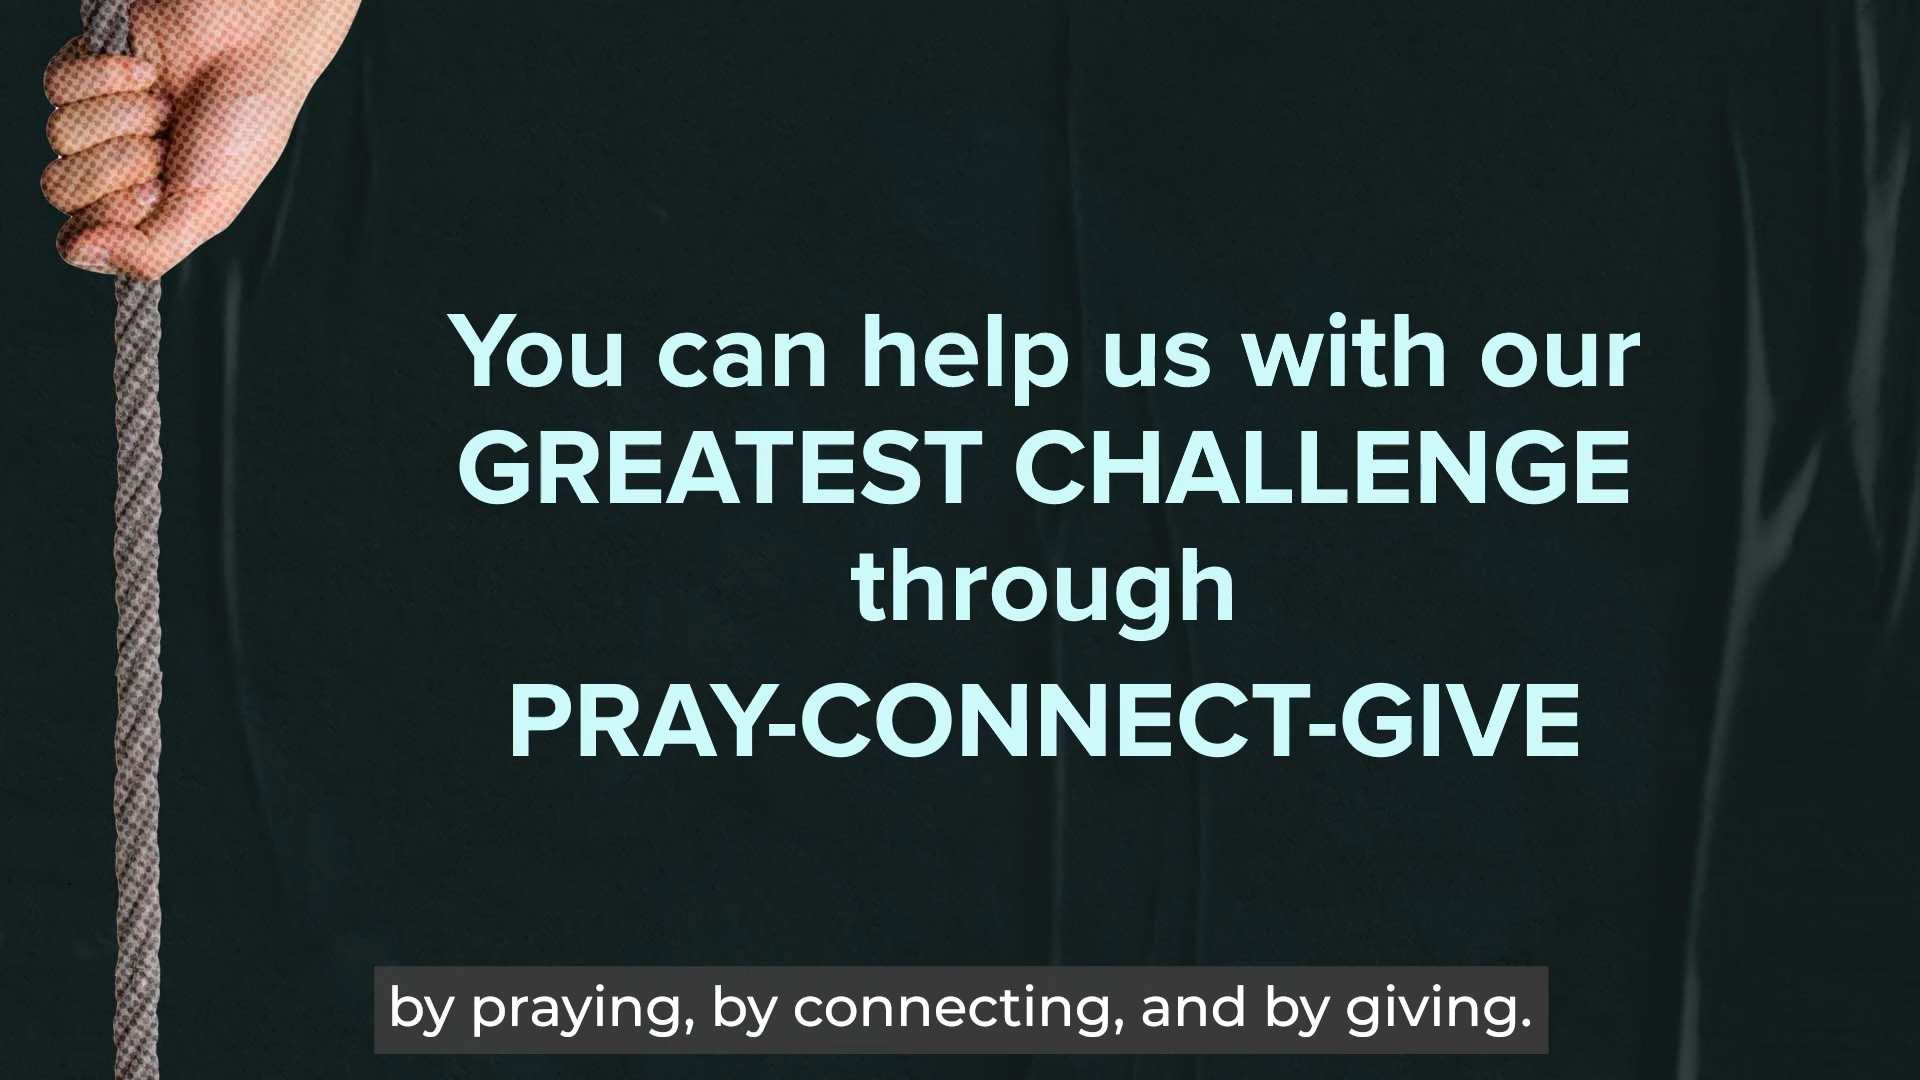 You can help us with our
GREATEST CHALLENGE
through
PRAY-CONNECT-GIVE
by praying, by connecting, and by giving.